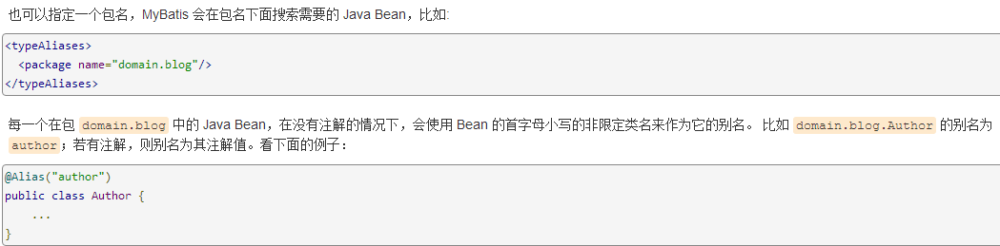 也可以指定一个包名，MyBatis 会在包名下面搜索需要的 Java Bean，比如:
<typeAliases>
  <package name="domain.blog"/>
</typeAliases>
每一个在包 domain.blog 中的 Java Bean，在没有注解的情况下，会使用 Bean 的首字母小写的非限定类名来作为它的别名。 比如 domain.blog.Author 的别名为
author；若有注解，则别名为其注解值。看下面的例子：
@Alias("author")
public class Author {
    ...
}